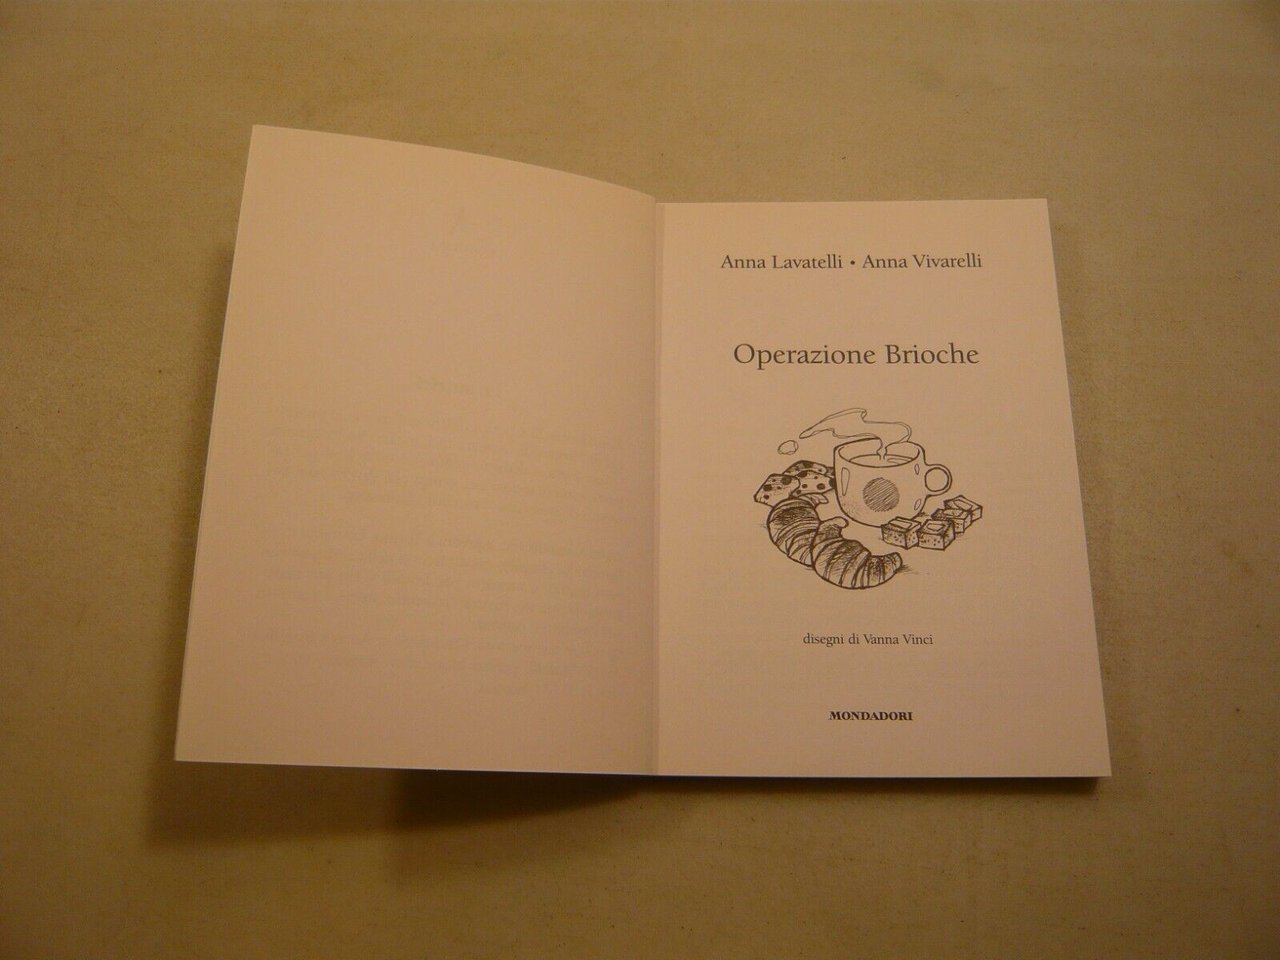 Anna Lavatelli • Anna Vivarelli
Operazione Brioche
disegni di Vanna Vinci
MONDADORI